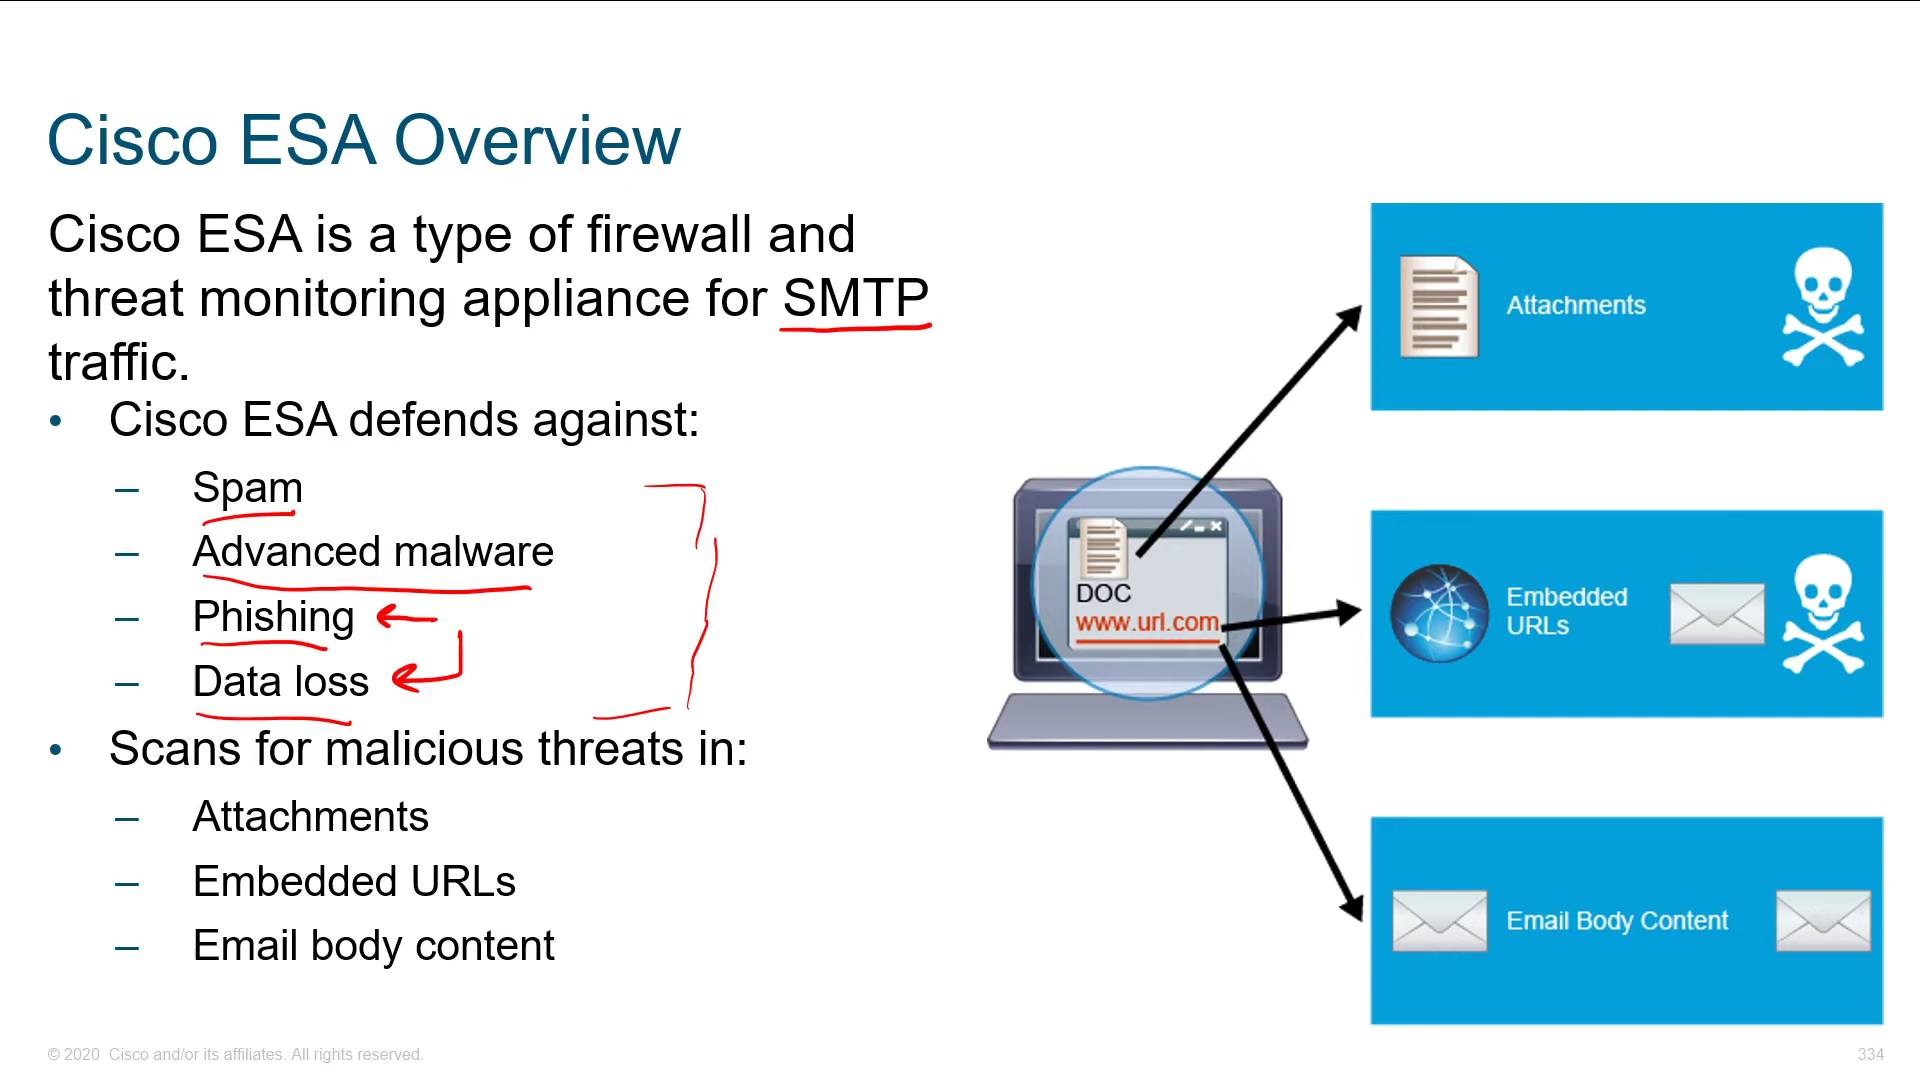 Cisco ESA Overview
Cisco ESA is a type of firewall and
threat monitoring appliance for SMTP
traffic.
• Cisco ESA defends against:
– Spam
– Advanced malware
– Phishing
– Data loss
• Scans for malicious threats in:
– Attachments
– Embedded URLs
– Email body content
DOC
www.url.com
Attachments
Embedded
URLs
Email Body Content
© 2020 Cisco and/or its affiliates. All rights reserved.
334